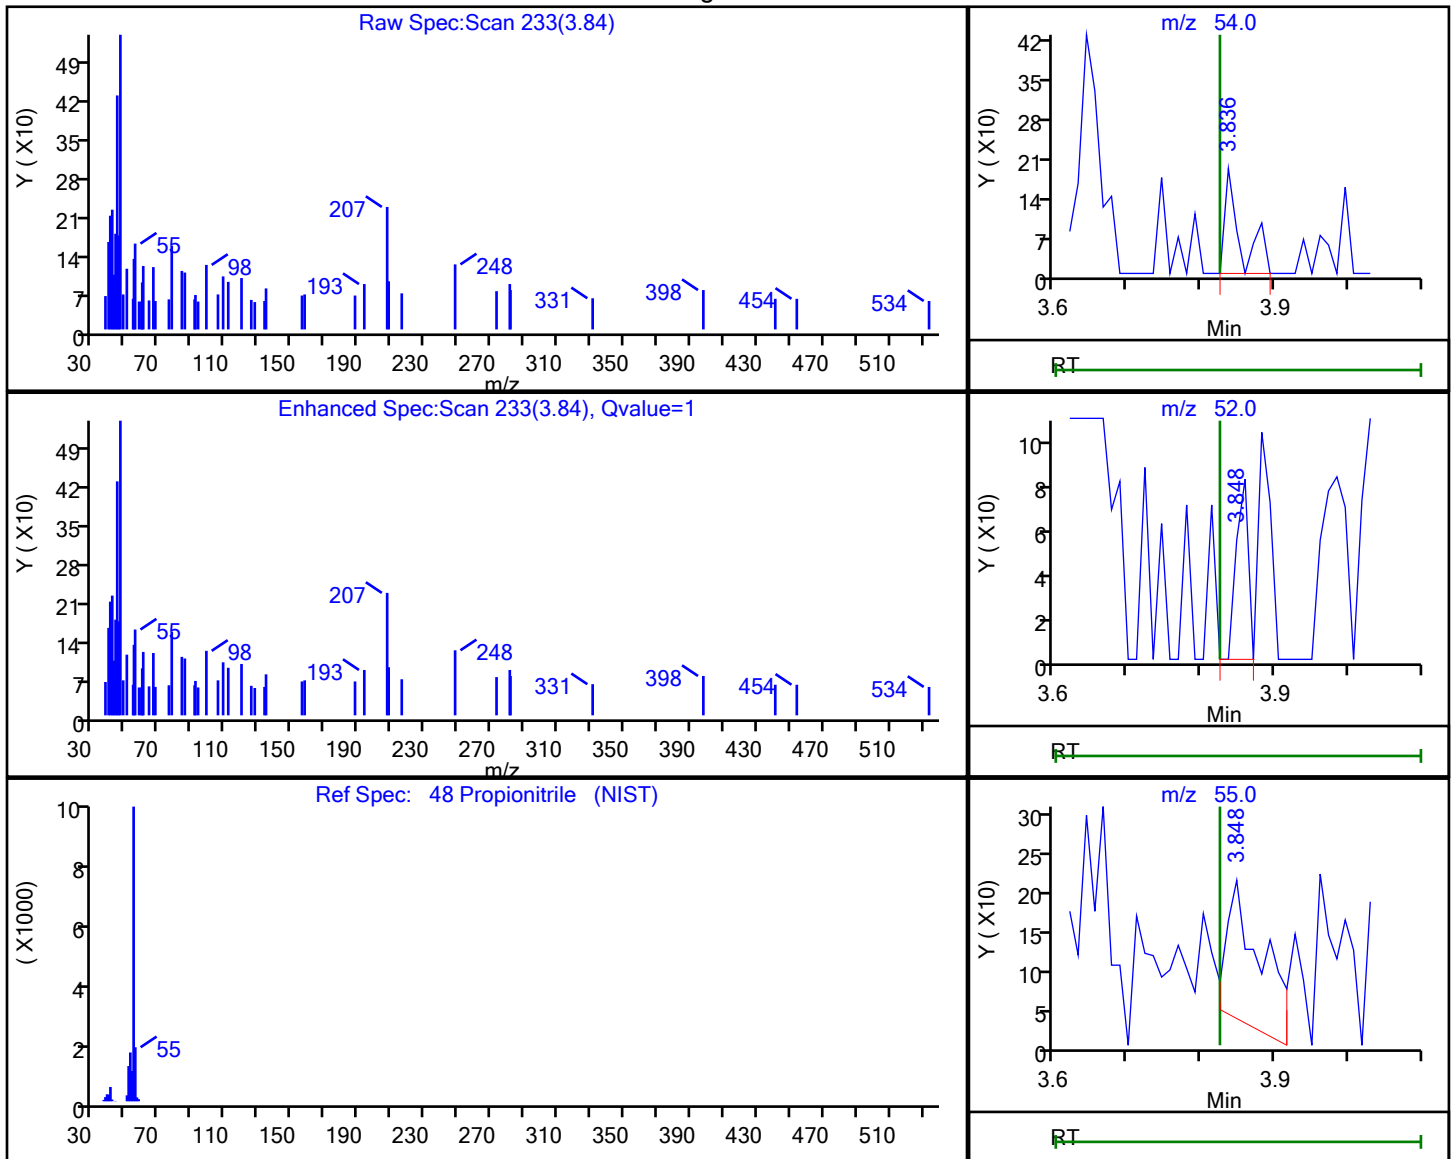 Raw Spec:Scan 233(3.84)
Y ( X10)
49
42
35
28
21
14
7
0
55
98
193
207
248
331
398
454
534
30 70 110 150 190 230 270 310 350 390 430 470 510
m/z
m/z 54.0
Y ( X10)
42
35
28
21
14
7
0
3.836
3.6 3.9
Min
RT
Enhanced Spec:Scan 233(3.84), Qvalue=1
Y ( X10)
49
42
35
28
21
14
7
0
55
98
193
207
248
331
398
454
534
30 70 110 150 190 230 270 310 350 390 430 470 510
m/z
m/z 52.0
Y ( X10)
10
8
6
4
2
0
3.848
3.6 3.9
Min
RT
Ref Spec: 48 Propionitrile (NIST)
( X1000)
10
8
6
4
2
0
55
30 70 110 150 190 230 270 310 350 390 430 470 510
m/z 55.0
Y ( X10)
30
25
20
15
10
5
0
3.848
3.6 3.9
Min
RT